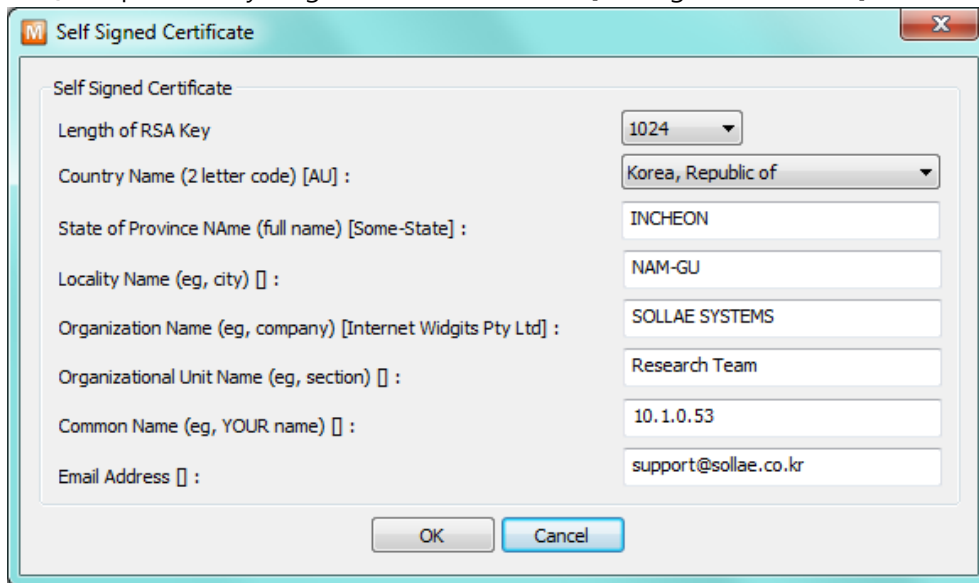 Self Signed Certificate
Self Signed Certificate
Length of RSA Key 1024
Country Name (2 letter code) [AU] : Korea, Republic of
State of Province NAme (full name) [Some-State] : INCHEON
Locality Name (eg, city) [] : NAM-GU
Organization Name (eg, company) [Internet Widgits Pty Ltd] : SOLLAE SYSTEMS
Organizational Unit Name (eg, section) [] : Research Team
Common Name (eg, YOUR name) [] : 10.1.0.53
Email Address [] : support@sollae.co.kr
OK Cancel